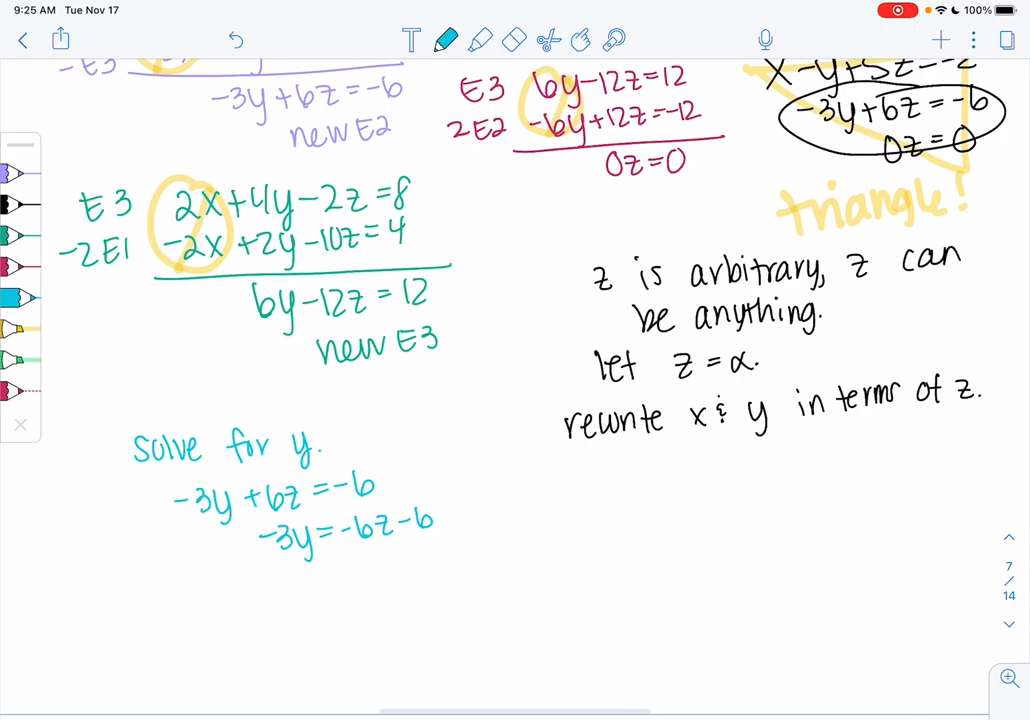 9:25 AM Tue Nov 17
100%
T
-E3
-3y+6z=-6
new E2
E3 6y-12z=12
2E2 -6y+12z=-12
0z=0
x-y+5z=-2
-3y+6z=-6
0z=0
triangle!
E3 2x+4y-2z=8
-2E1 -2x+2y-10z=4
6y-12z=12
new E3
z is arbitrary, z can
be anything.
let z=α.
rewrite x & y in terms of z.
solve for y.
-3y+6z=-6
-3y=-6z-6
7
/
14